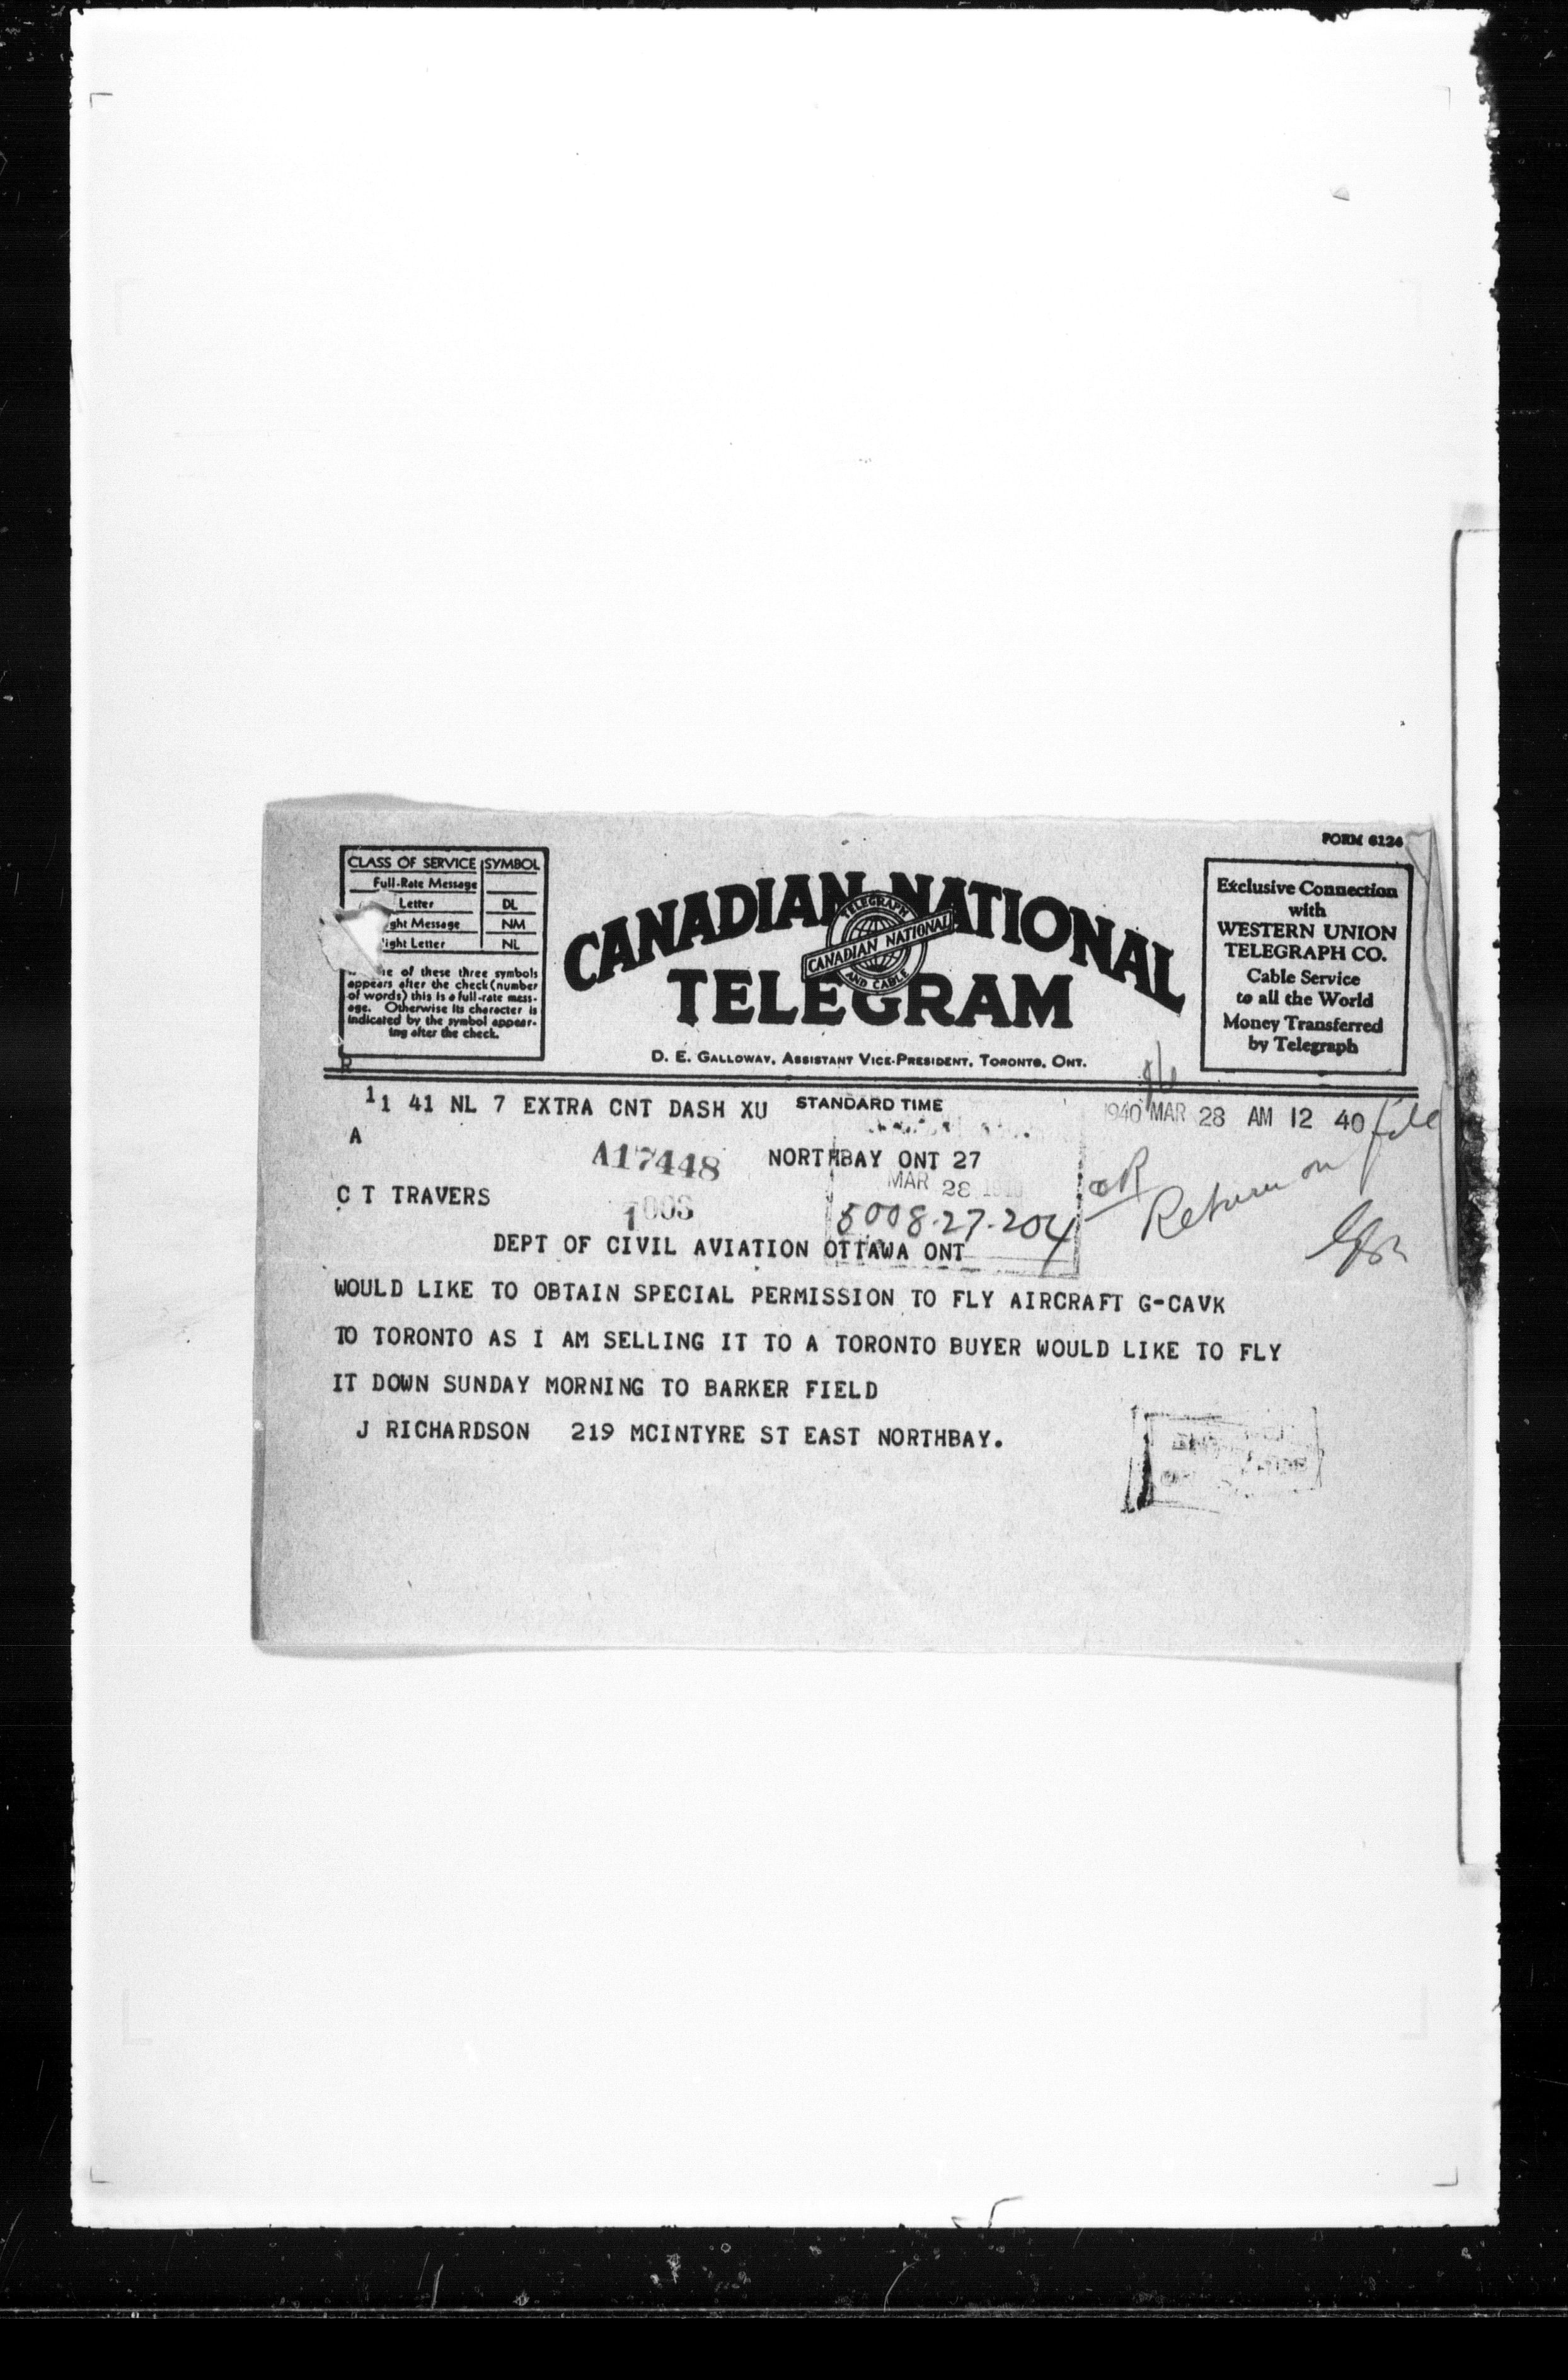 FORM 6124
CLASS OF SERVICE SYMBOL
Full-Rate Message
Letter DL
ght Message NM
ight Letter NL
of these three symbols
appears after the check (number
of words) this is a full-rate mess-
age. Otherwise its character is
indicated by the symbol appear-
ing after the check.
CANADIAN NATIONAL
TELEGRAM
TELEGRAPH
CANADIAN NATIONAL
AND CABLE
D. E. GALLOWAY, ASSISTANT VICE-PRESIDENT, TORONTO, ONT.
Exclusive Connection
with
WESTERN UNION
TELEGRAPH CO.
Cable Service
to all the World
Money Transferred
by Telegraph
11 41 NL 7 EXTRA CNT DASH XU STANDARD TIME 1940 MAR 28 AM 12 40
A
A17448 NORTHBAY ONT 27
MAR 28
Return on file
C T TRAVERS
5008-27-204
DEPT OF CIVIL AVIATION OTTAWA ONT
WOULD LIKE TO OBTAIN SPECIAL PERMISSION TO FLY AIRCRAFT G-CAVK
TO TORONTO AS I AM SELLING IT TO A TORONTO BUYER WOULD LIKE TO FLY
IT DOWN SUNDAY MORNING TO BARKER FIELD
J RICHARDSON 219 MCINTYRE ST EAST NORTHBAY.